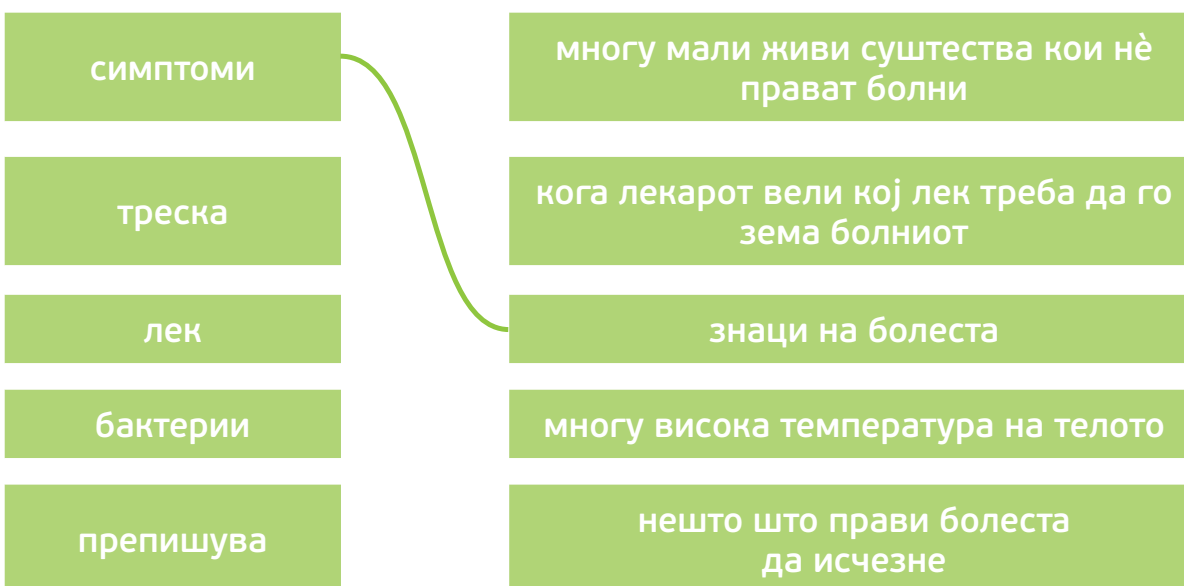 симптоми
многу мали живи суштества кои нѐ
прават болни
треска
кога лекарот вели кој лек треба да го
зема болниот
лек
знаци на болеста
бактерии
многу висока температура на телото
препишува
нешто што прави болеста
да исчезне